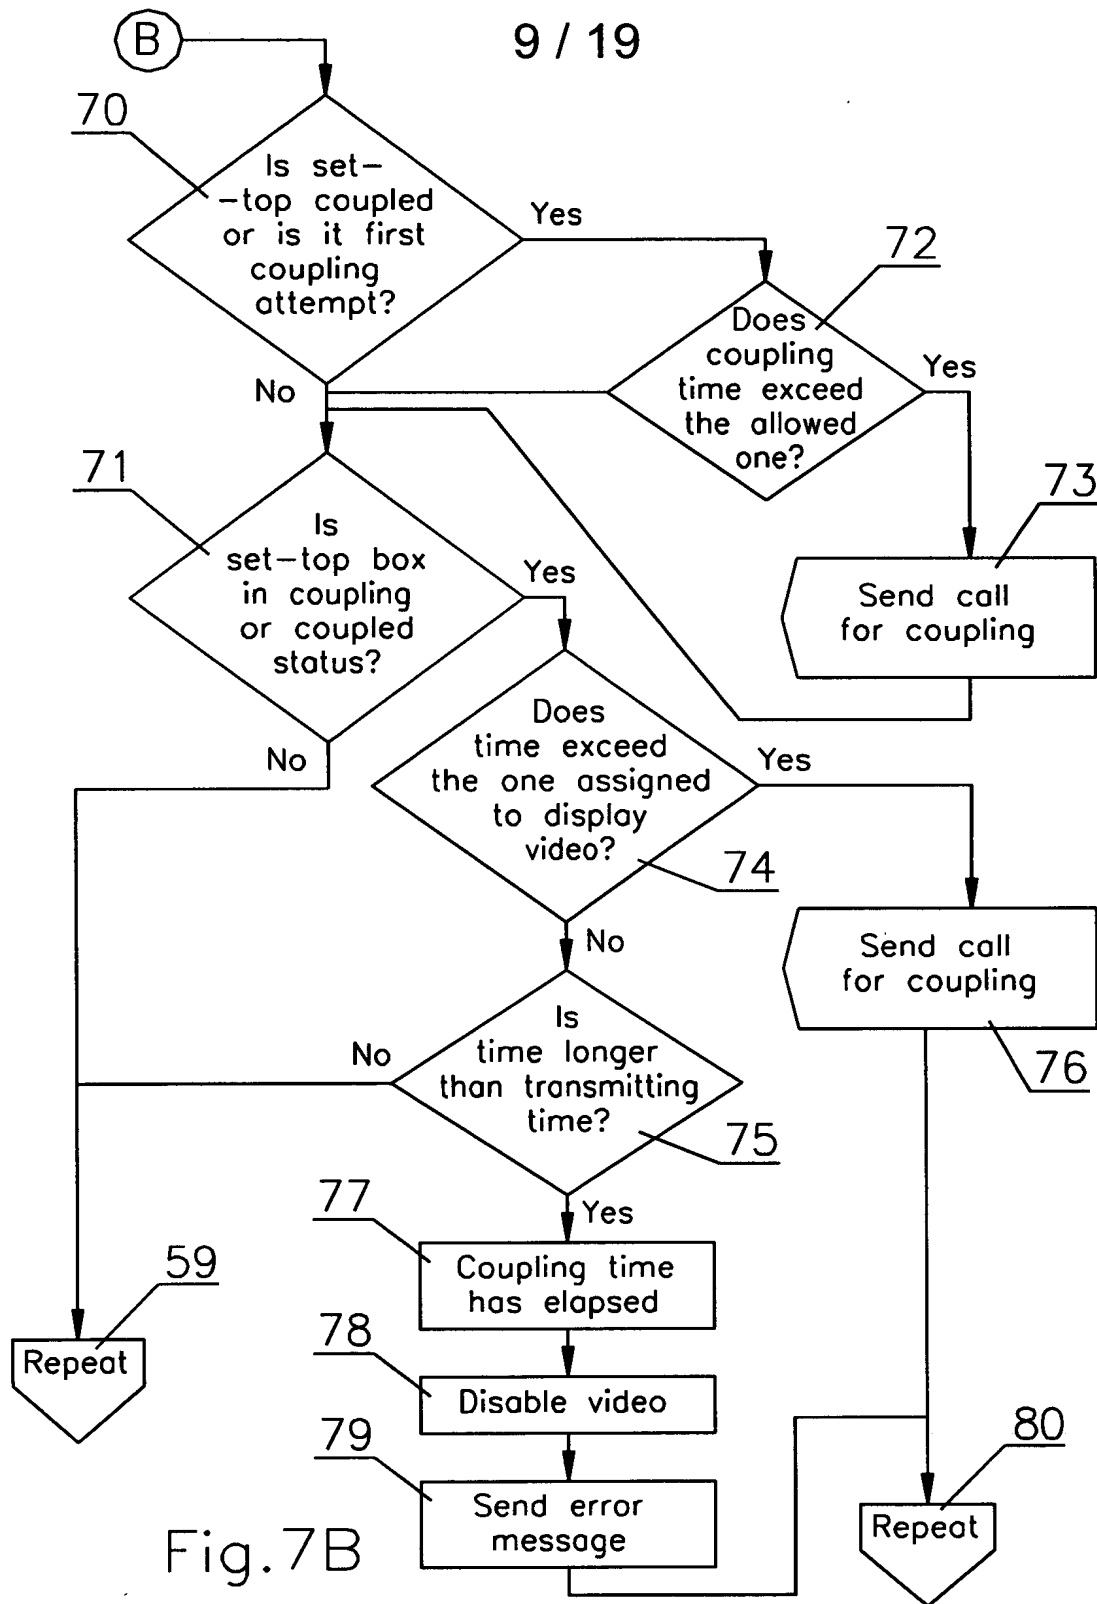 B
9 / 19
70
Is set-
-top coupled
or is it first
coupling
attempt?
Yes
72
Does
coupling
time exceed
the allowed
one?
Yes
No
73
Send call
for coupling
71
Is
set-top box
in coupling
or coupled
status?
Yes
No
Does
time exceed
the one assigned
to display
video?
Yes
74
No
Send call
for coupling
76
Is
time longer
than transmitting
time?
No
75
Yes
77
Coupling time
has elapsed
59
Repeat
78
Disable video
79
Send error
message
80
Repeat
Fig.7B